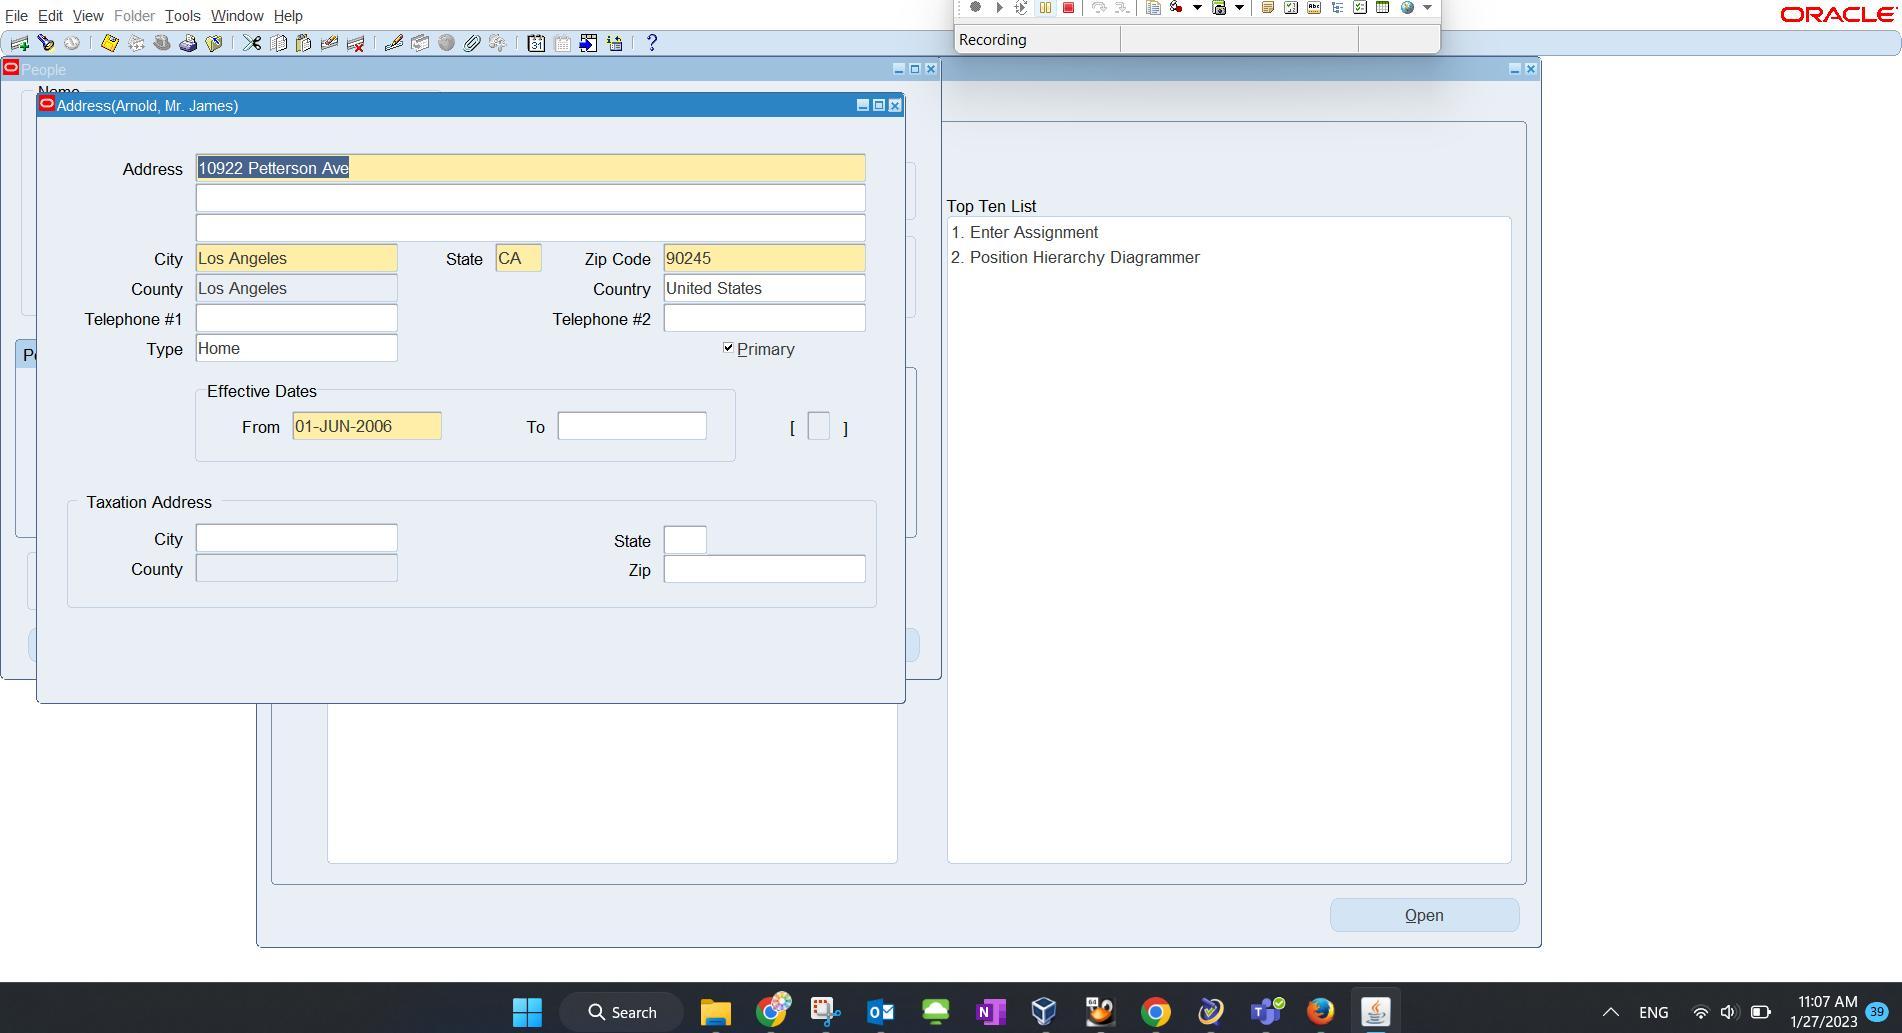 File Edit View Folder Tools Window Help
ORACLE
Recording
People
Name
Address(Arnold, Mr. James)
Address 10922 Petterson Ave
City Los Angeles State CA Zip Code 90245
County Los Angeles Country United States
Telephone #1 Telephone #2
Type Home Primary
Effective Dates
From 01-JUN-2006 To [ ]
Taxation Address
City State
County Zip
Top Ten List
1. Enter Assignment
2. Position Hierarchy Diagrammer
Open
Search
ENG
11:07 AM
1/27/2023
39